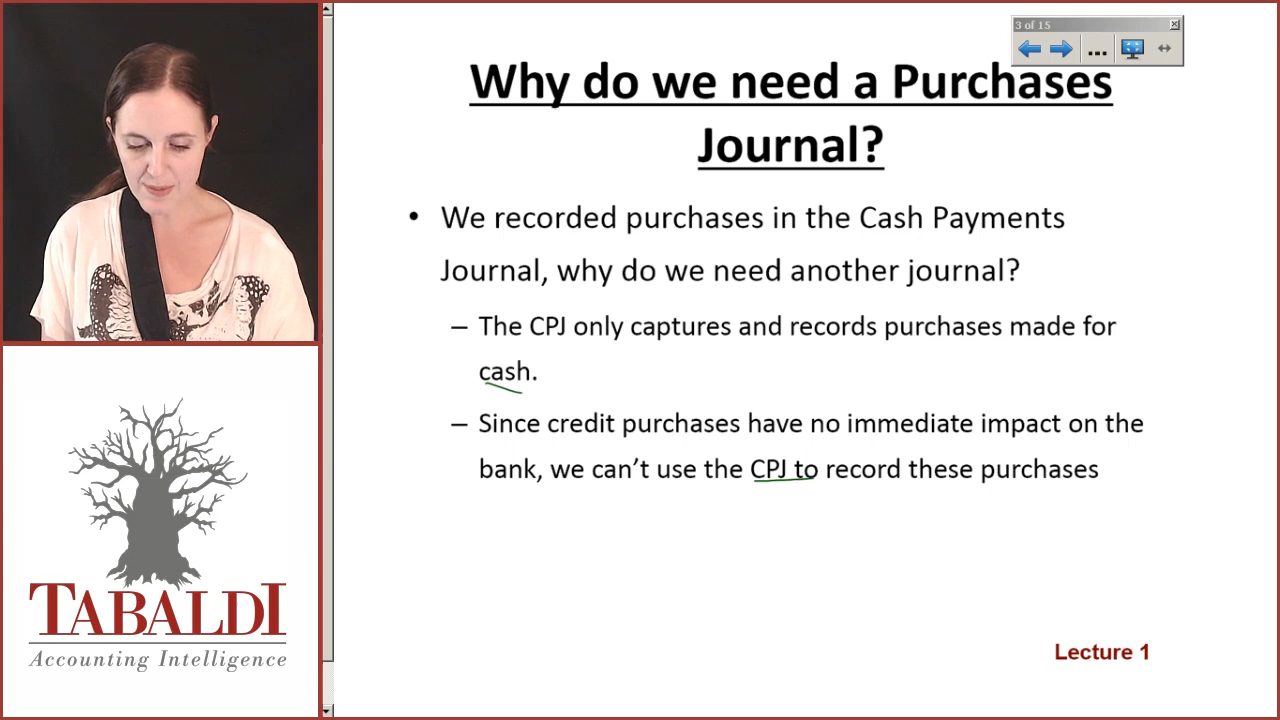 3 of 15
Why do we need a Purchases
Journal?
• We recorded purchases in the Cash Payments
Journal, why do we need another journal?
– The CPJ only captures and records purchases made for
cash.
– Since credit purchases have no immediate impact on the
bank, we can’t use the CPJ to record these purchases
TABALDI
Accounting Intelligence
Lecture 1